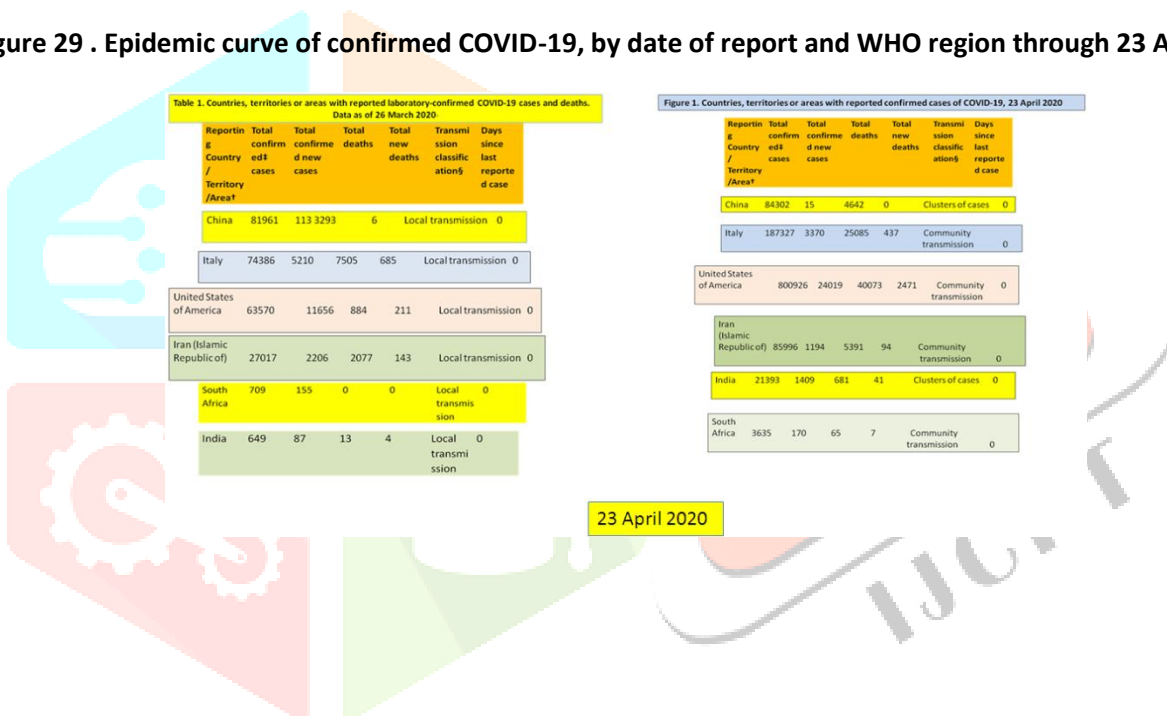 gure 29 . Epidemic curve of confirmed COVID-19, by date of report and WHO region through 23 A
Table 1. Countries, territories or areas with reported laboratory-confirmed COVID-19 cases and deaths.
Data as of 26 March 2020
Reportin Total Total Total Total Transmi Days
g confirm confirme deaths new ssion since
Country ed‡ d new deaths classific last
/ cases cases ation§ reporte
Territory d case
/Area†
China 81961 113 3293 6 Local transmission 0
Italy 74386 5210 7505 685 Local transmission 0
United States
of America 63570 11656 884 211 Local transmission 0
Iran (Islamic
Republic of) 27017 2206 2077 143 Local transmission 0
South 709 155 0 0 Local 0
Africa transmis
sion
India 649 87 13 4 Local 0
transmi
ssion
Figure 1. Countries, territories or areas with reported confirmed cases of COVID-19, 23 April 2020
Reportin Total Total Total Total Transmi Days
g confirm confirme deaths new ssion since
Country ed‡ d new deaths classific last
/ cases cases ation§ reporte
Territory d case
/Area†
China 84302 15 4642 0 Clusters of cases 0
Italy 187327 3370 25085 437 Community
transmission 0
United States
of America 800926 24019 40073 2471 Community 0
transmission
Iran
(Islamic
Republic of) 85996 1194 5391 94 Community
transmission 0
India 21393 1409 681 41 Clusters of cases 0
South
Africa 3635 170 65 7 Community
transmission 0
23 April 2020